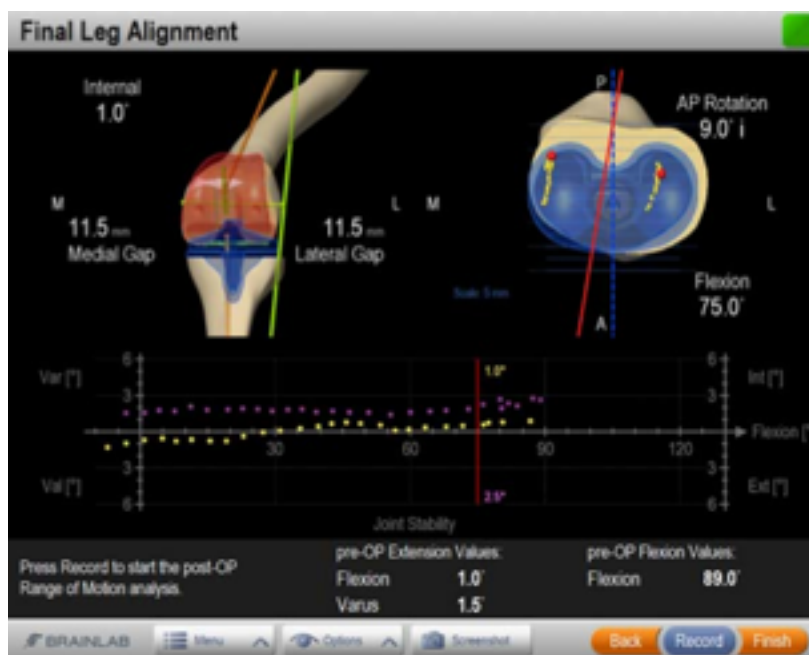 Final Leg Alignment
Internal
1.0°
M
11.5 mm
Medial Gap
L
11.5 mm
Lateral Gap
P
AP Rotation
9.0° i
M
L
Scale: 5 mm
A
Flexion
75.0°
6
Var [°]
3
3
Val [°]
6
30
60
90
120
1.0°
2.5°
6
Int [°]
3
Flexion [°
3
Ext [°]
6
Joint Stability
Press Record to start the post-OP
Range of Motion analysis.
pre-OP Extension Values:
Flexion 1.0°
Varus 1.5°
pre-OP Flexion Values:
Flexion 89.0°
BRAINLAB
Menu
Options
Screenshot
Back
Record
Finish